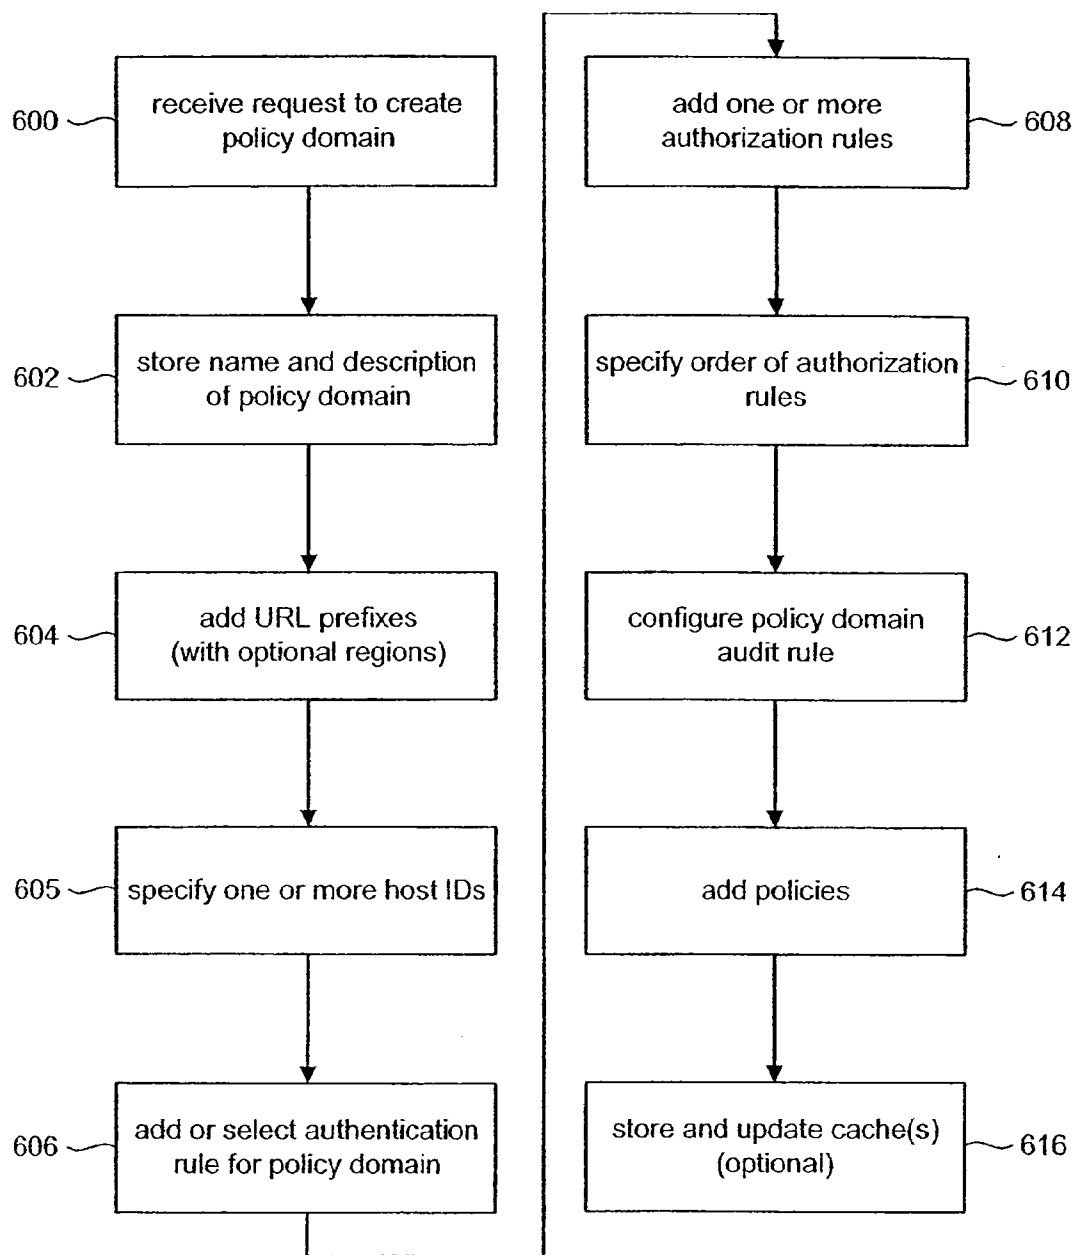 600
receive request to create
policy domain
602
store name and description
of policy domain
604
add URL prefixes
(with optional regions)
605
specify one or more host IDs
606
add or select authentication
rule for policy domain
add one or more
authorization rules
608
specify order of authorization
rules
610
configure policy domain
audit rule
612
add policies
614
store and update cache(s)
(optional)
616